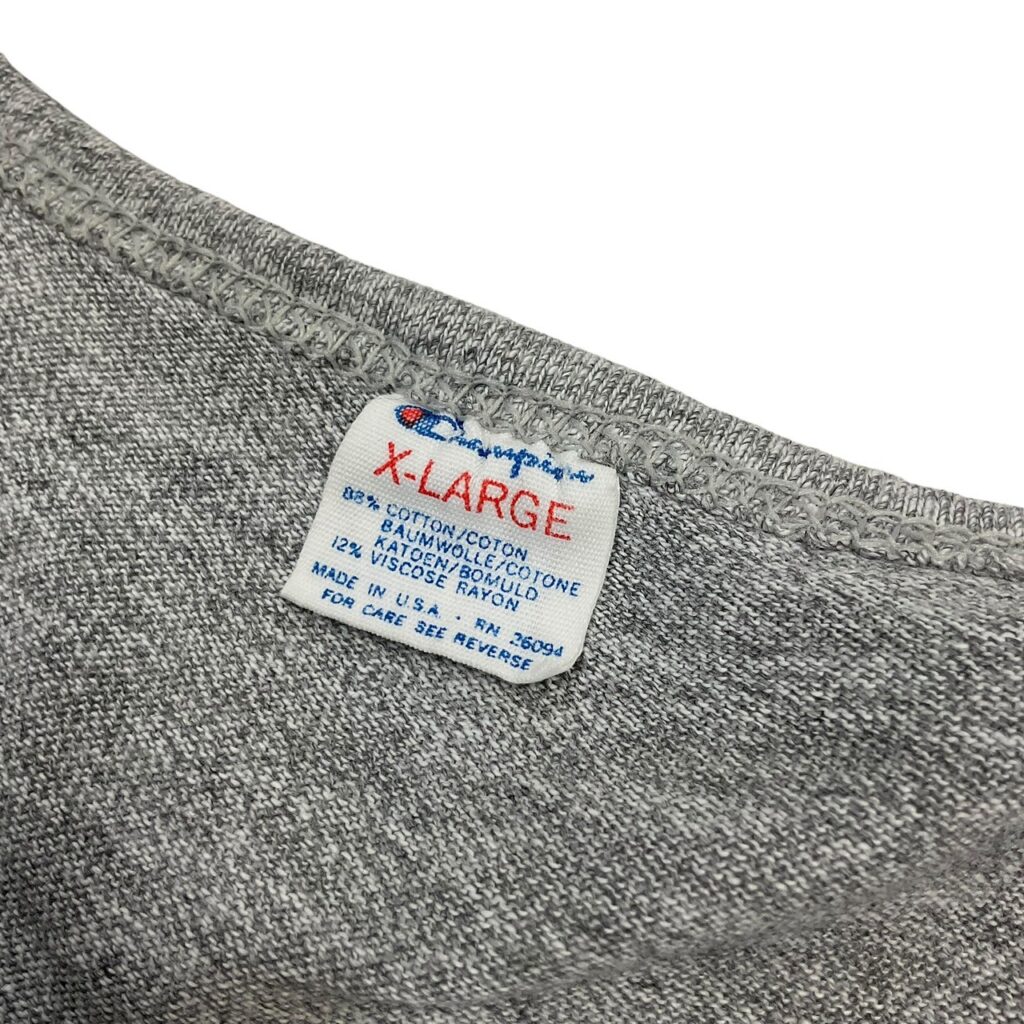 Champion
X-LARGE
88% COTTON/COTON
BAUMWOLLE/COTONE
KATOEN/BOMULD
12% VISCOSE RAYON
MADE IN U.S.A. · RN 26094
FOR CARE SEE REVERSE